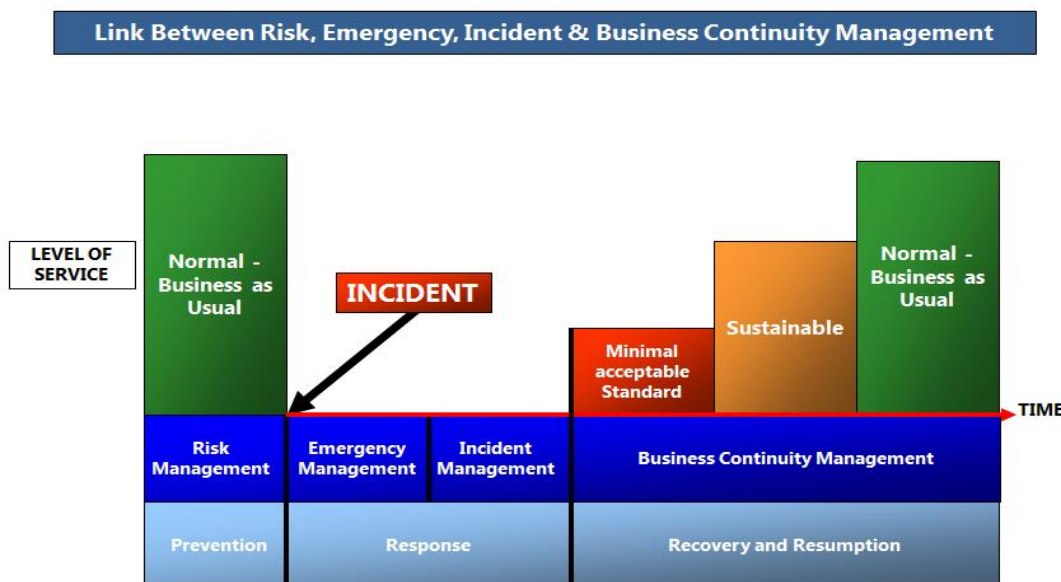 Link Between Risk, Emergency, Incident & Business Continuity Management
LEVEL OF
SERVICE
Normal -
Business as
Usual
INCIDENT
Minimal
acceptable
Standard
Sustainable
Normal -
Business as
Usual
TIME
Risk
Management
Emergency
Management
Incident
Management
Business Continuity Management
Prevention
Response
Recovery and Resumption